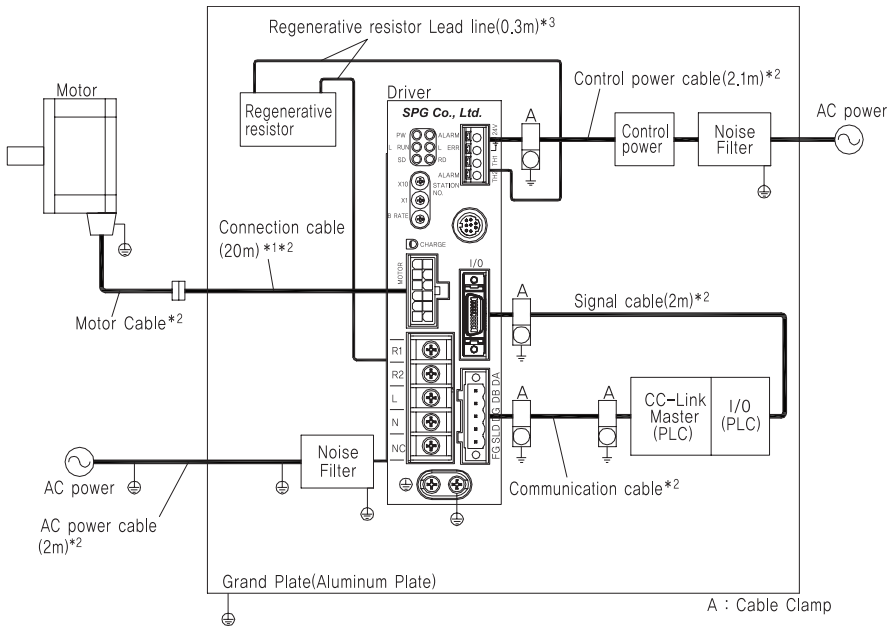 Regenerative resistor Lead line(0.3m)*3
Motor
Regenerative
resistor
Driver
SPG Co., Ltd.
PW
ALARM
L RUN
L ERR
SD
RD
ALARM
24V
TH1
TH2
X10
STATION
NO.
X1
B RATE
CHARGE
MOTOR
I/O
A
Control power cable(2.1m)*2
Control
power
Noise
Filter
AC power
Connection cable
(20m)*1*2
Motor Cable*2
A
Signal cable(2m)*2
R1
R2
L
N
NC
FG SLD DG DB DA
A
A
CC-Link
Master
(PLC)
I/O
(PLC)
Communication cable*2
Noise
Filter
AC power
AC power cable
(2m)*2
Grand Plate(Aluminum Plate)
A : Cable Clamp